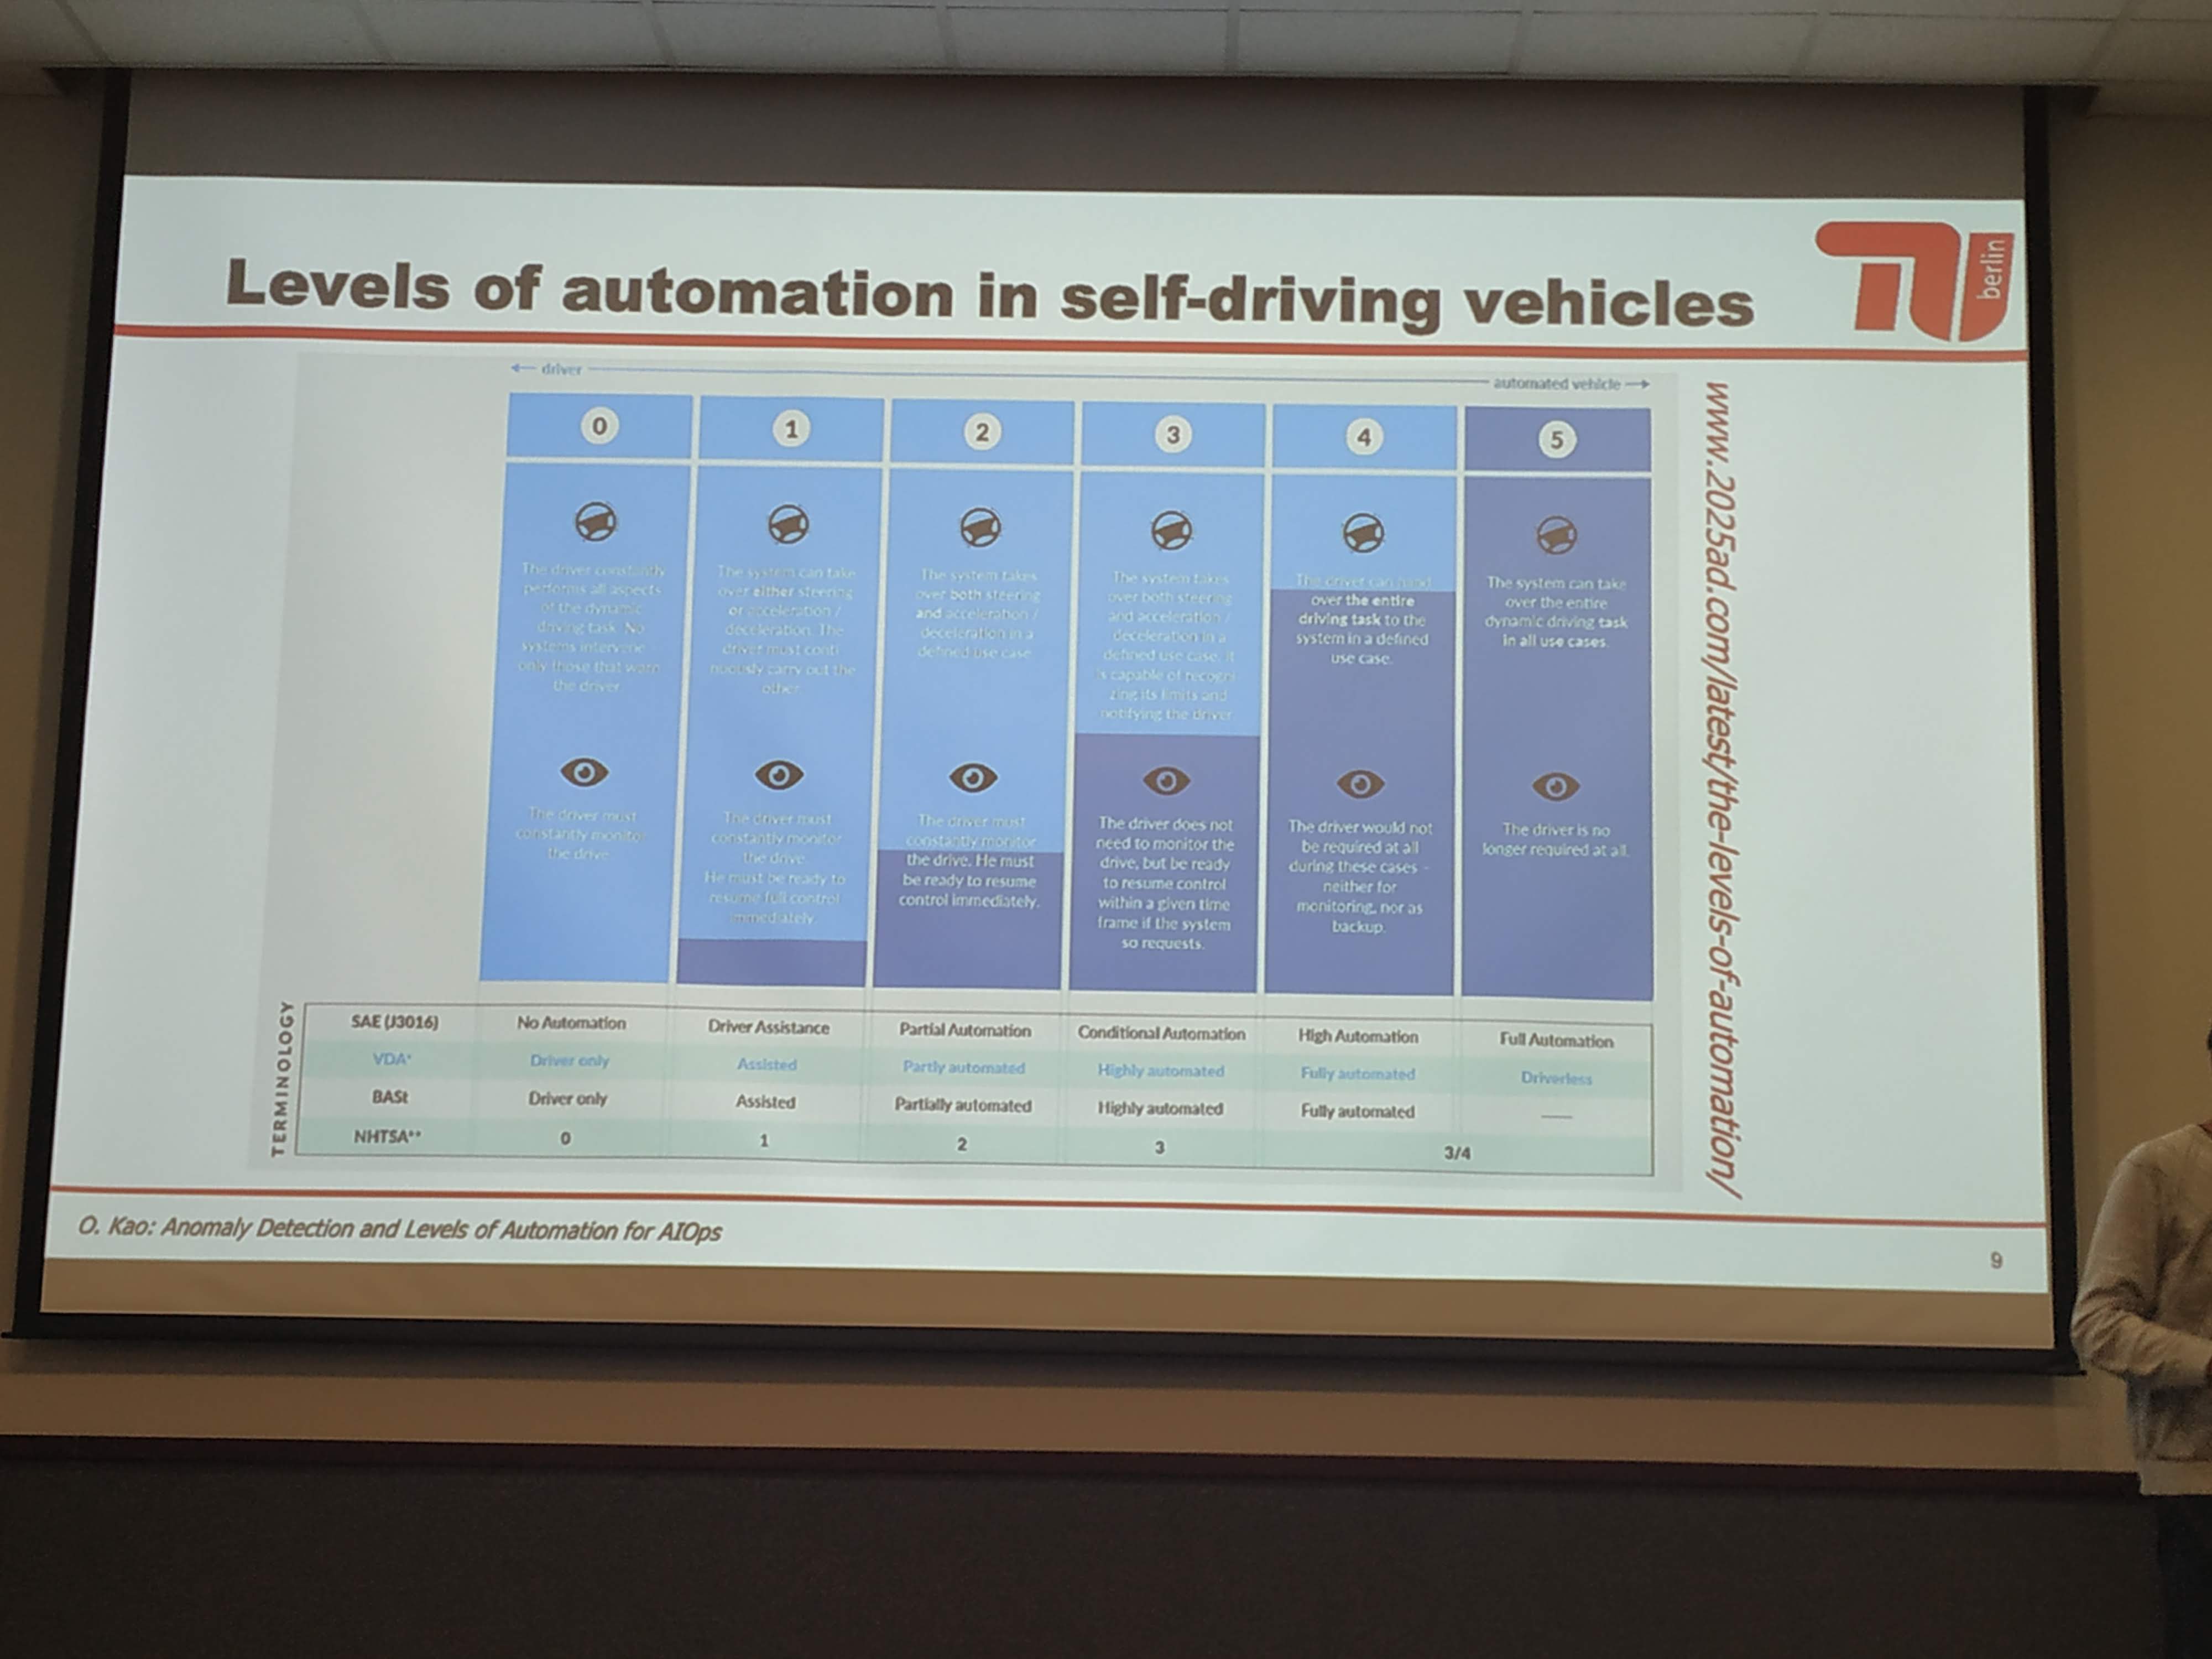 Levels of automation in self-driving vehicles
berlin
← driver
automated vehicle →
0
1
2
3
4
5
The driver constantly
performs all aspects
of the dynamic
driving task. No
systems intervene
only those that warn
the driver
The system can take
over either steering
or acceleration /
deceleration. The
driver must conti
nuously carry out the
other
The system takes
over both steering
and acceleration /
deceleration in a
defined use case
The system takes
over both steering
and acceleration /
deceleration in a
defined use case. It
is capable of recogni
zing its limits and
notifying the driver
The driver can hand
over the entire
driving task to the
system in a defined
use case.
The system can take
over the entire
dynamic driving task
in all use cases.
The driver must
constantly monitor
the drive
The driver must
constantly monitor
the drive.
He must be ready to
resume full control
immediately.
The driver must
constantly monitor
the drive. He must
be ready to resume
control immediately.
The driver does not
need to monitor the
drive, but be ready
to resume control
within a given time
frame if the system
so requests.
The driver would not
be required at all
during these cases -
neither for
monitoring, nor as
backup.
The driver is no
longer required at all.
TERMINOLOGY
SAE (J3016) No Automation Driver Assistance Partial Automation Conditional Automation High Automation Full Automation
VDA* Driver only Assisted Partly automated Highly automated Fully automated Driverless
BASt Driver only Assisted Partially automated Highly automated Fully automated —
NHTSA** 0 1 2 3 3/4
www.2025ad.com/latest/the-levels-of-automation/
O. Kao: Anomaly Detection and Levels of Automation for AIOps
9